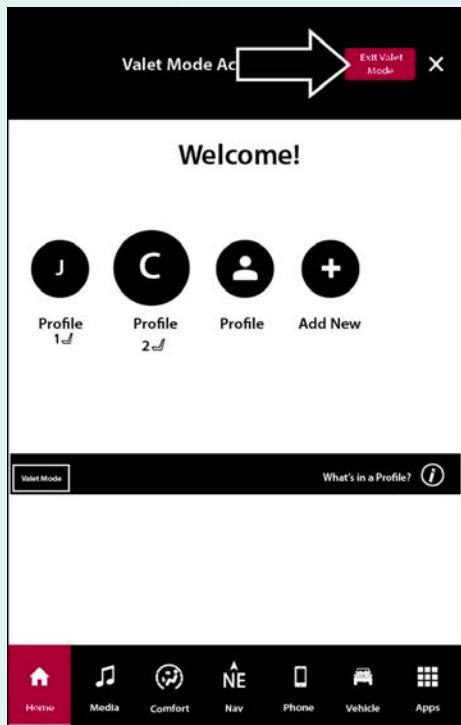 Valet Mode Ac
Exit Valet
Mode
Welcome!
J
C
Profile
1
Profile
2
Profile
Add New
Valet Mode
What's in a Profile?
i
NE
Home
Media
Comfort
Nav
Phone
Vehicle
Apps